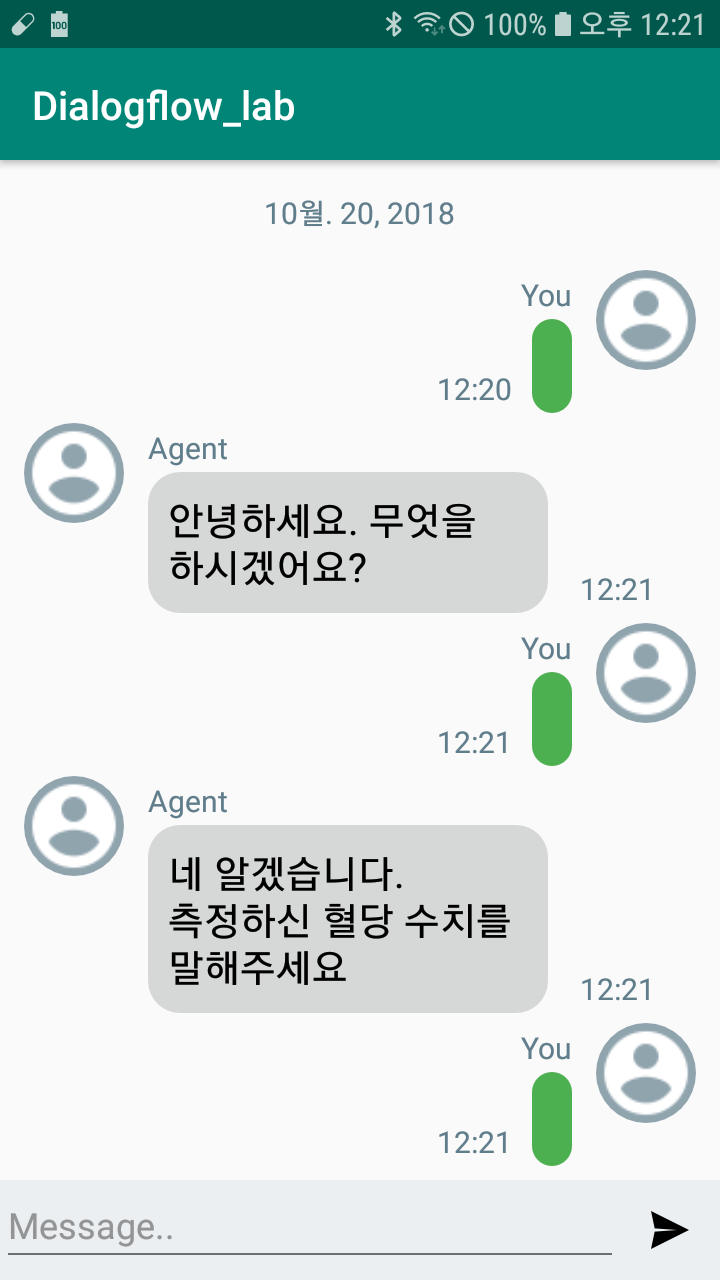 100 100% 오후 12:21
Dialogflow_lab
10월. 20, 2018
You
12:20
Agent
안녕하세요. 무엇을
하시겠어요?
12:21
You
12:21
Agent
네 알겠습니다.
측정하신 혈당 수치를
말해주세요
12:21
You
12:21
Message..